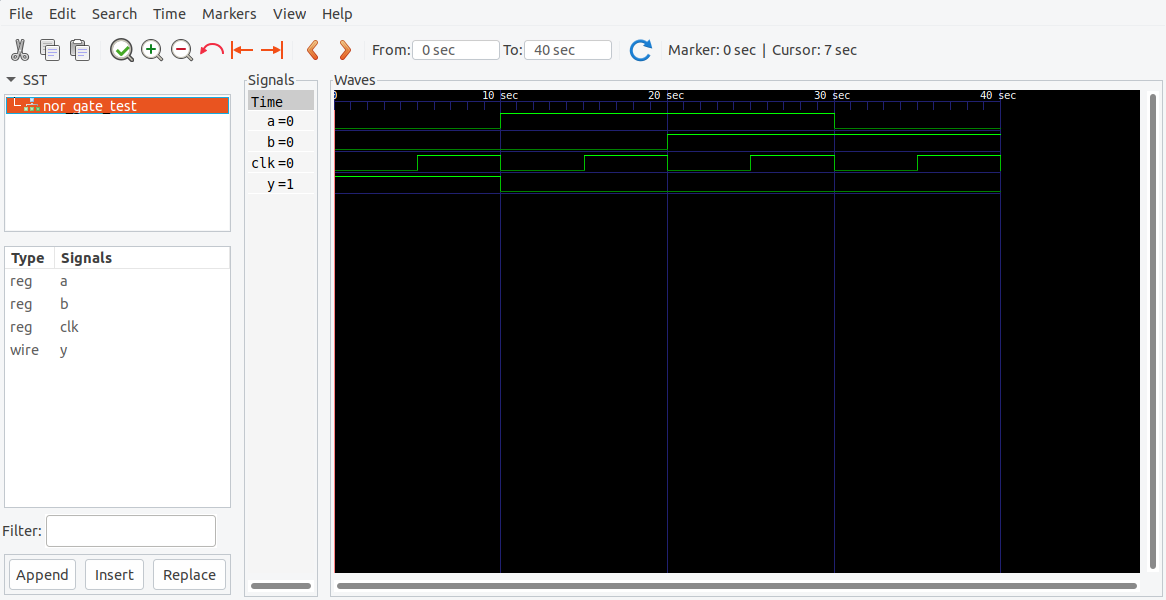 File Edit Search Time Markers View Help
From: 0 sec To: 40 sec Marker: 0 sec | Cursor: 7 sec
SST
nor_gate_test
Type Signals
reg a
reg b
reg clk
wire y
Filter:
Append Insert Replace
Signals
Time
a=0
b=0
clk=0
y=1
Waves
0 10 sec 20 sec 30 sec 40 sec